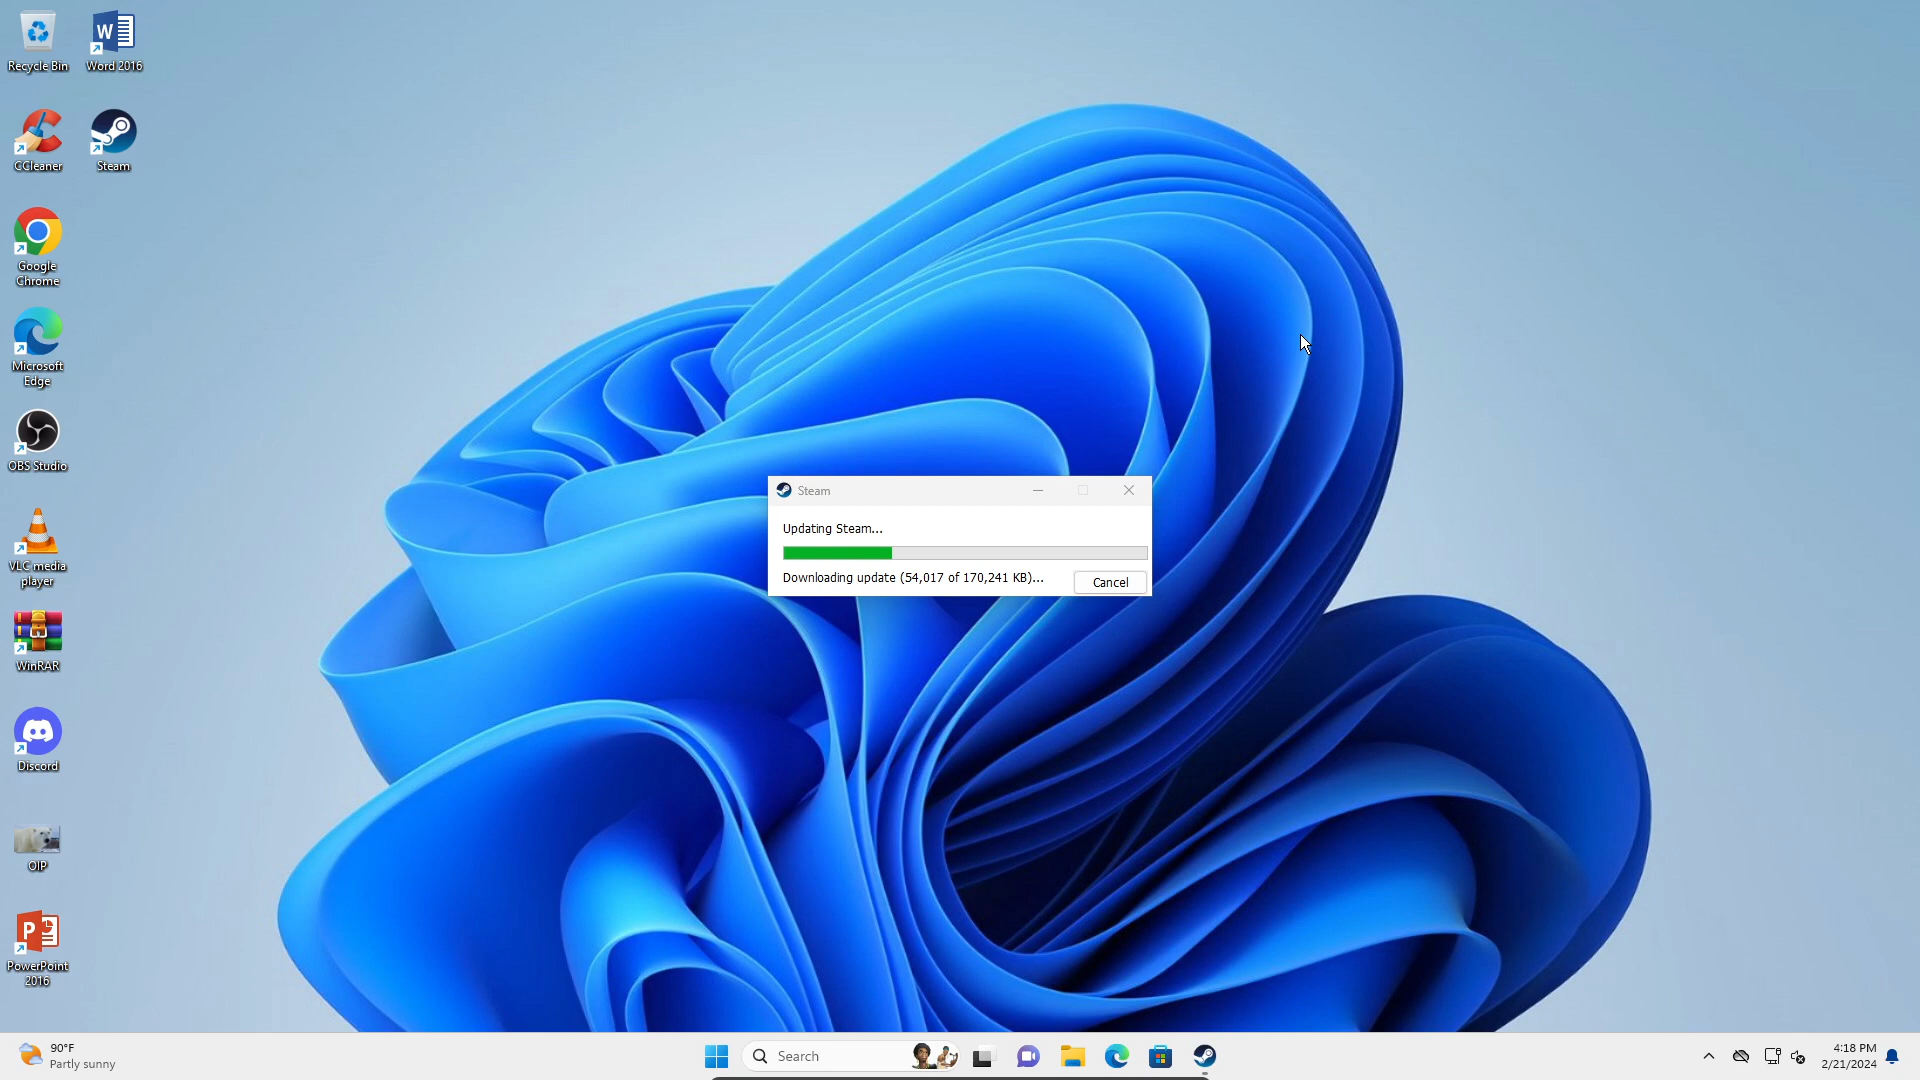 Recycle Bin
Word 2016
CCleaner
Steam
Google
Chrome
Microsoft
Edge
OBS Studio
VLC media
player
WinRAR
Discord
OIP
PowerPoint
2016
Steam
Updating Steam...
Downloading update (54,017 of 170,241 KB)...
Cancel
90°F
Partly sunny
Search
4:18 PM
2/21/2024